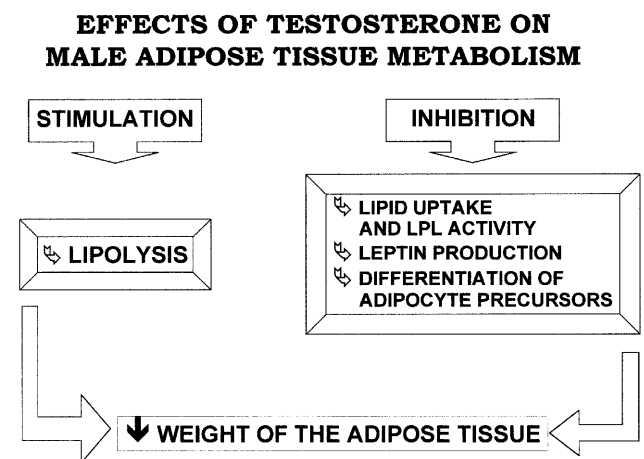 EFFECTS OF TESTOSTERONE ON
MALE ADIPOSE TISSUE METABOLISM
STIMULATION
INHIBITION
LIPOLYSIS
LIPID UPTAKE
AND LPL ACTIVITY
LEPTIN PRODUCTION
DIFFERENTIATION OF
ADIPOCYTE PRECURSORS
WEIGHT OF THE ADIPOSE TISSUE